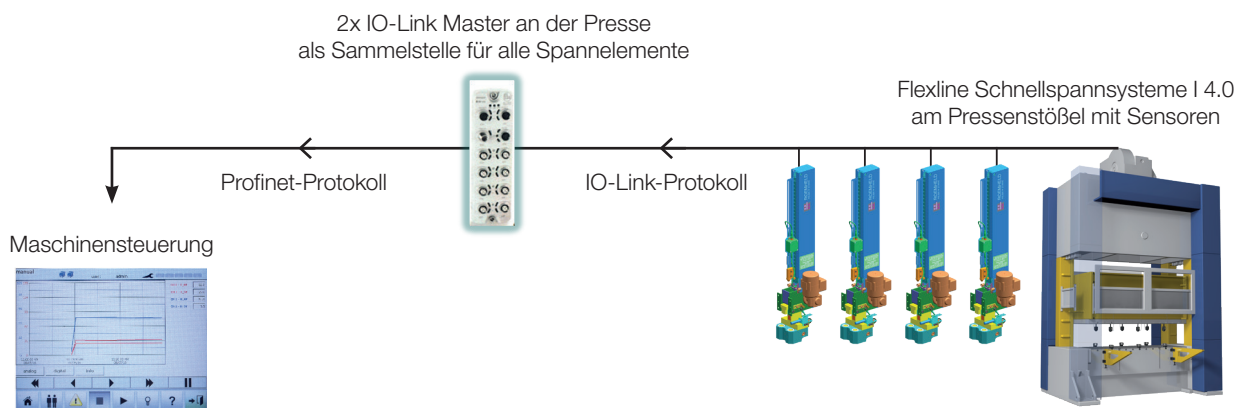 2x IO-Link Master an der Presse
als Sammelstelle für alle Spannelemente
Flexline Schnellspannsysteme I 4.0
am Pressenstößel mit Sensoren
Profinet-Protokoll
IO-Link-Protokoll
Maschinensteuerung
manual